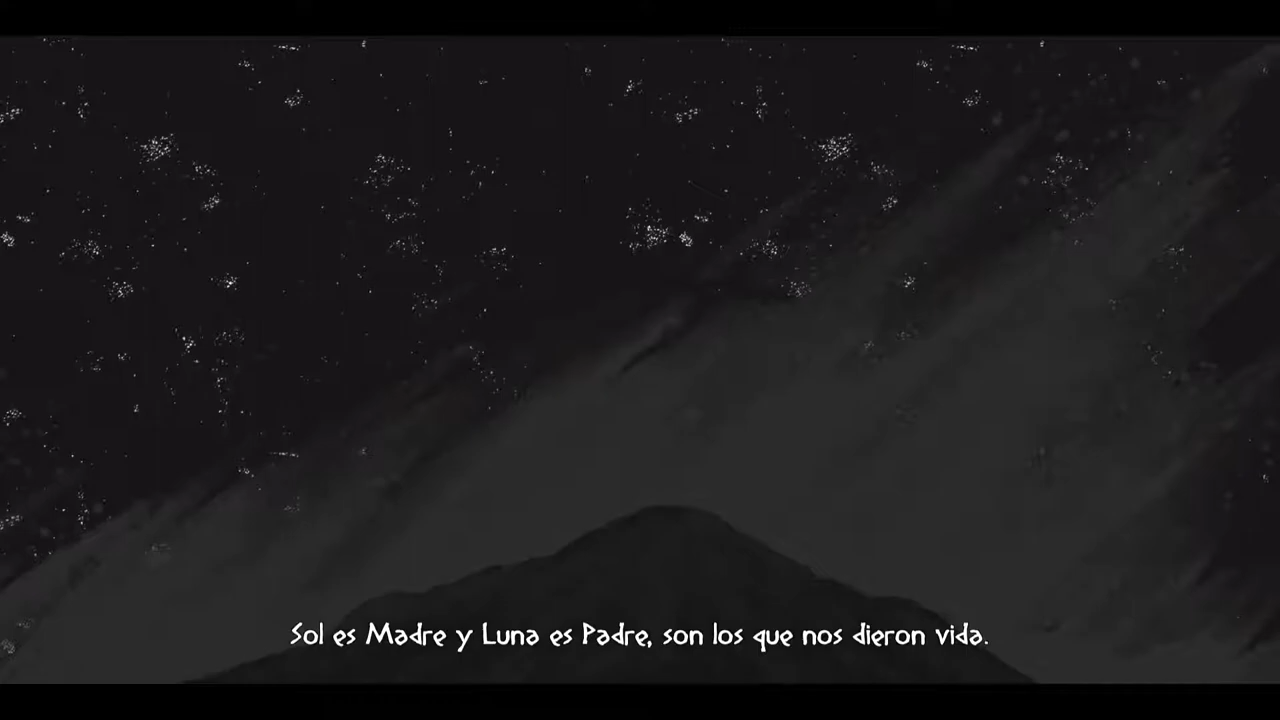 Sol es Madre y Luna es Padre, son los que nos dieron vida.